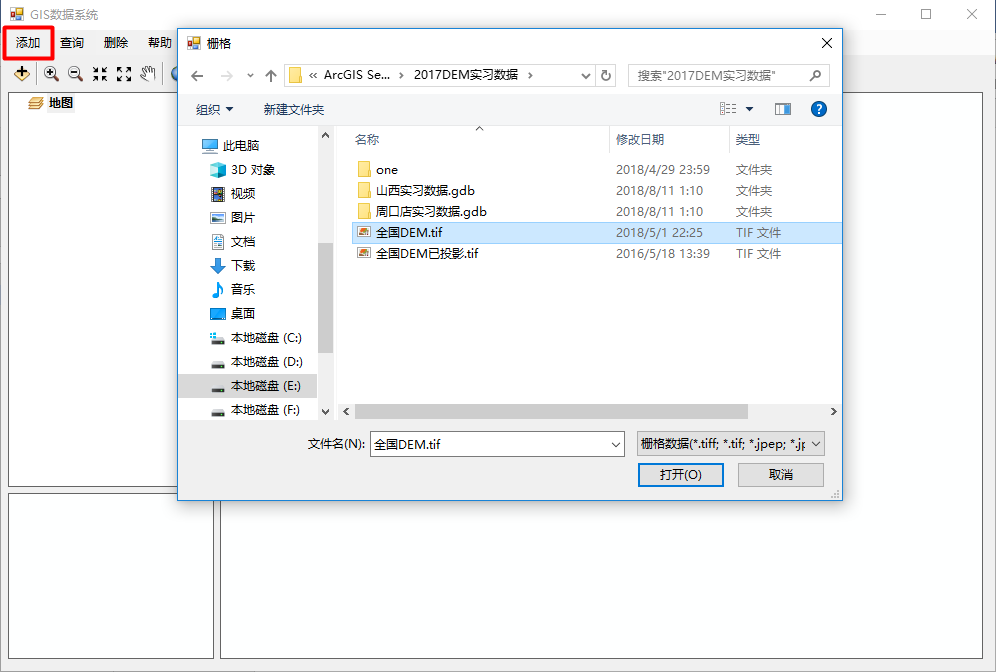 GIS数据系统
添加 查询 删除 帮助
地图
栅格
« ArcGIS Se... › 2017DEM实习数据 ›
搜索"2017DEM实习数据"
组织 新建文件夹
此电脑
3D 对象
视频
图片
文档
下载
音乐
桌面
本地磁盘 (C:)
本地磁盘 (D:)
本地磁盘 (E:)
本地磁盘 (F:)
名称 修改日期 类型
one 2018/4/29 23:59 文件夹
山西实习数据.gdb 2018/8/11 1:10 文件夹
周口店实习数据.gdb 2018/8/11 1:10 文件夹
全国DEM.tif 2018/5/1 22:25 TIF 文件
全国DEM已投影.tif 2016/5/18 13:39 TIF 文件
文件名(N): 全国DEM.tif 栅格数据(*.tiff; *.tif; *.jpep; *.jp
打开(O) 取消